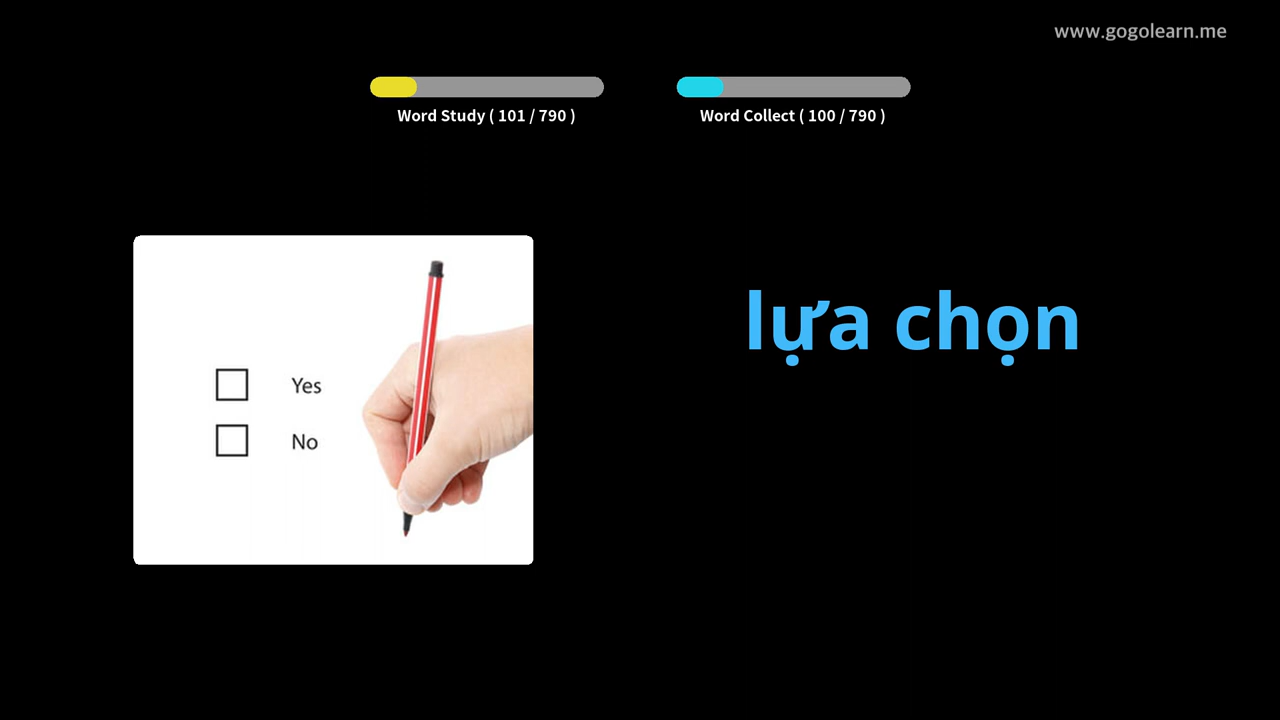 www.gogolearn.me
Word Study ( 101 / 790 )
Word Collect ( 100 / 790 )
Yes
No
lựa chọn